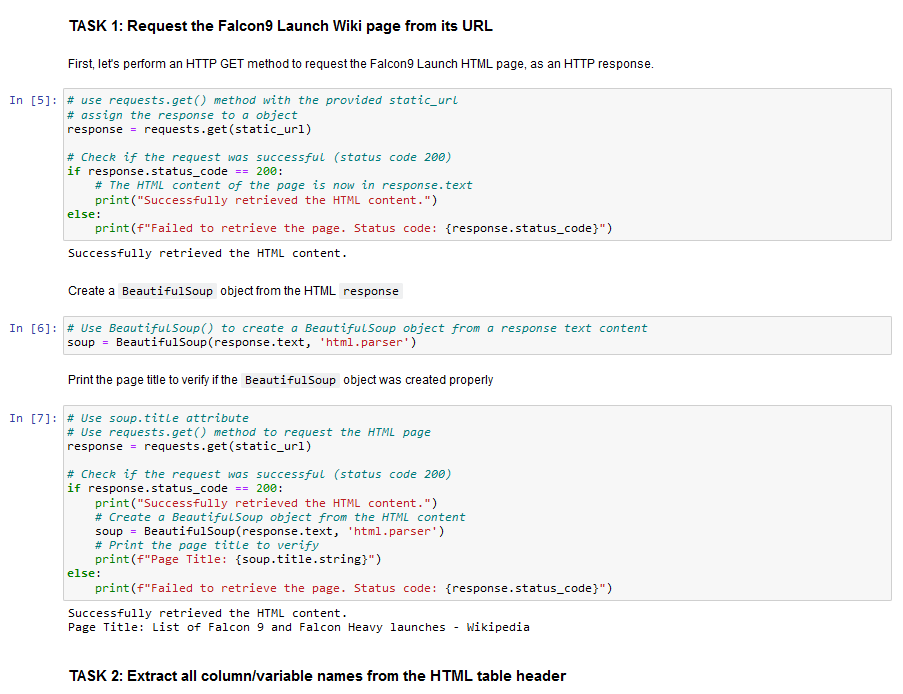 TASK 1: Request the Falcon9 Launch Wiki page from its URL
First, let's perform an HTTP GET method to request the Falcon9 Launch HTML page, as an HTTP response.
In [5]: # use requests.get() method with the provided static_url
# assign the response to a object
response = requests.get(static_url)
# Check if the request was successful (status code 200)
if response.status_code == 200:
    # The HTML content of the page is now in response.text
    print("Successfully retrieved the HTML content.")
else:
    print(f"Failed to retrieve the page. Status code: {response.status_code}")
Successfully retrieved the HTML content.
Create a BeautifulSoup object from the HTML response
In [6]: # Use BeautifulSoup() to create a BeautifulSoup object from a response text content
soup = BeautifulSoup(response.text, 'html.parser')
Print the page title to verify if the BeautifulSoup object was created properly
In [7]: # Use soup.title attribute
# Use requests.get() method to request the HTML page
response = requests.get(static_url)
# Check if the request was successful (status code 200)
if response.status_code == 200:
    print("Successfully retrieved the HTML content.")
    # Create a BeautifulSoup object from the HTML content
    soup = BeautifulSoup(response.text, 'html.parser')
    # Print the page title to verify
    print(f"Page Title: {soup.title.string}")
else:
    print(f"Failed to retrieve the page. Status code: {response.status_code}")
Successfully retrieved the HTML content.
Page Title: List of Falcon 9 and Falcon Heavy launches - Wikipedia
TASK 2: Extract all column/variable names from the HTML table header